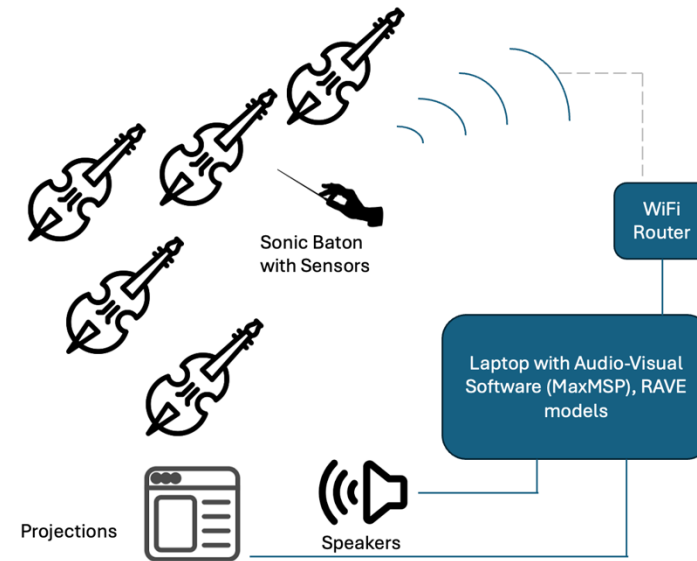 Sonic Baton
with Sensors
WiFi
Router
Laptop with Audio-Visual
Software (MaxMSP), RAVE
models
Projections
Speakers